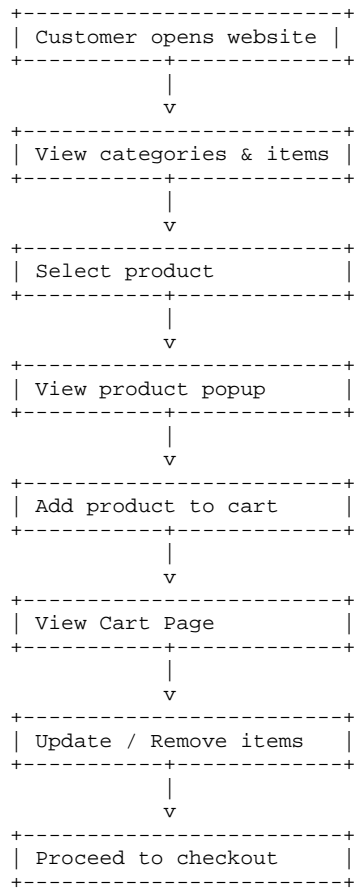 Customer opens website
View categories & items
Select product
View product popup
Add product to cart
View Cart Page
Update / Remove items
Proceed to checkout